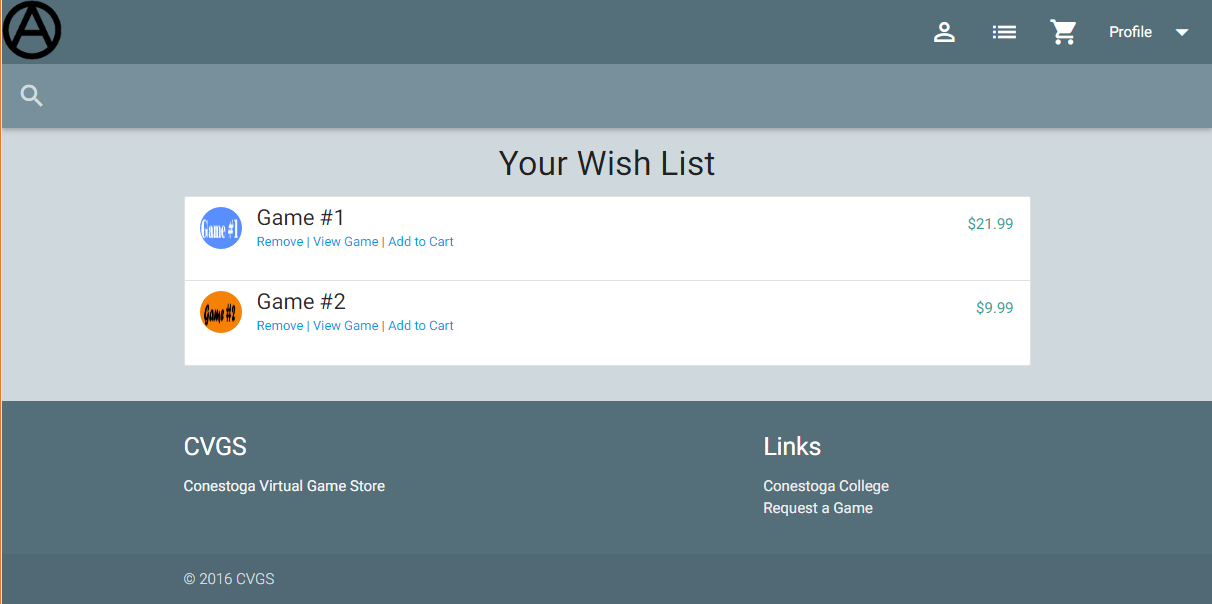 Profile
Your Wish List
Game #1
Game #1
$21.99
Remove | View Game | Add to Cart
Game #2
Game #2
$9.99
Remove | View Game | Add to Cart
CVGS
Conestoga Virtual Game Store
Links
Conestoga College
Request a Game
© 2016 CVGS